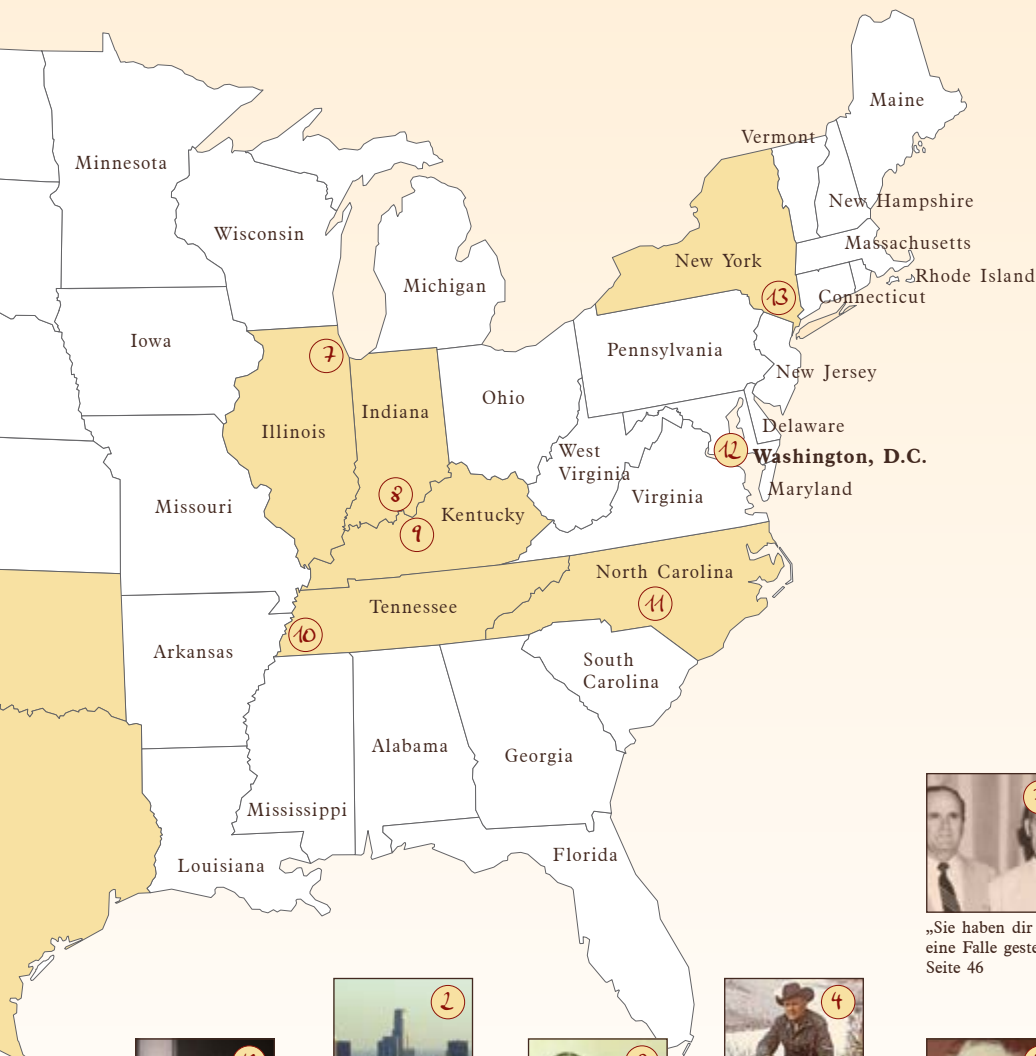 Maine
Vermont
Minnesota
New Hampshire
Wisconsin
Massachusetts
New York
Rhode Island
Michigan
13
Connecticut
Iowa
7
Pennsylvania
New Jersey
Indiana
Ohio
Illinois
Delaware
West
Virginia
12
Washington, D.C.
Missouri
8
Virginia
Maryland
9
Kentucky
North Carolina
Tennessee
11
10
Arkansas
South
Carolina
Alabama
Georgia
Mississippi
Louisiana
Florida
„Sie haben dir
eine Falle geste
Seite 46
2
4